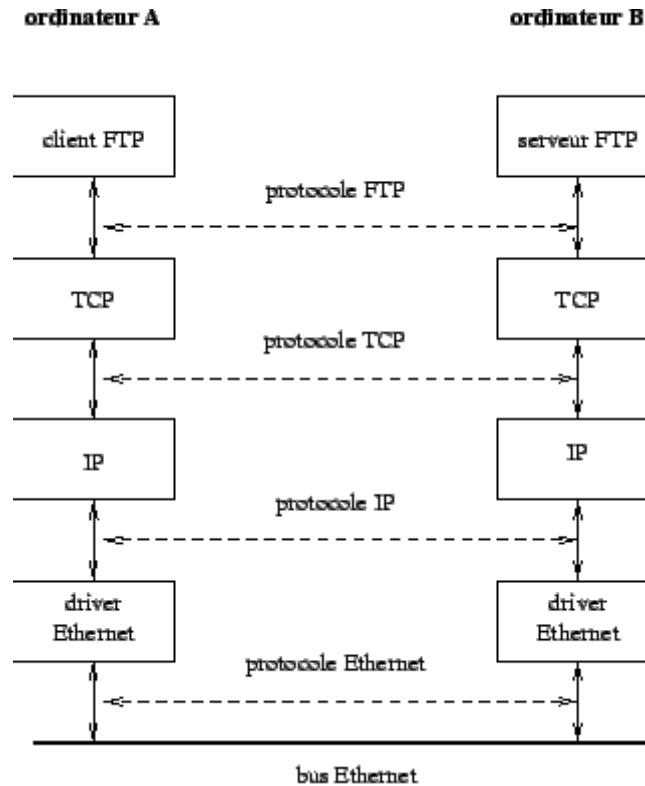 ordinateur A
ordinateur B
client FTP
serveur FTP
protocole FTP
TCP
TCP
protocole TCP
IP
IP
protocole IP
driver
Ethernet
driver
Ethernet
protocole Ethernet
bus Ethernet